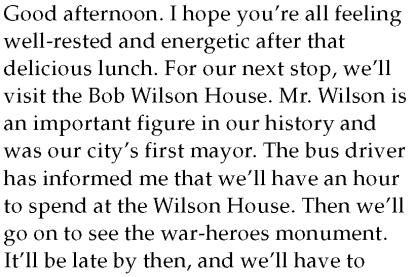 Good afternoon. I hope you’re all feeling
well-rested and energetic after that
delicious lunch. For our next stop, we’ll
visit the Bob Wilson House. Mr. Wilson is
an important figure in our history and
was our city’s first mayor. The bus driver
has informed me that we’ll have an hour
to spend at the Wilson House. Then we’ll
go on to see the war-heroes monument.
It’ll be late by then, and we’ll have to